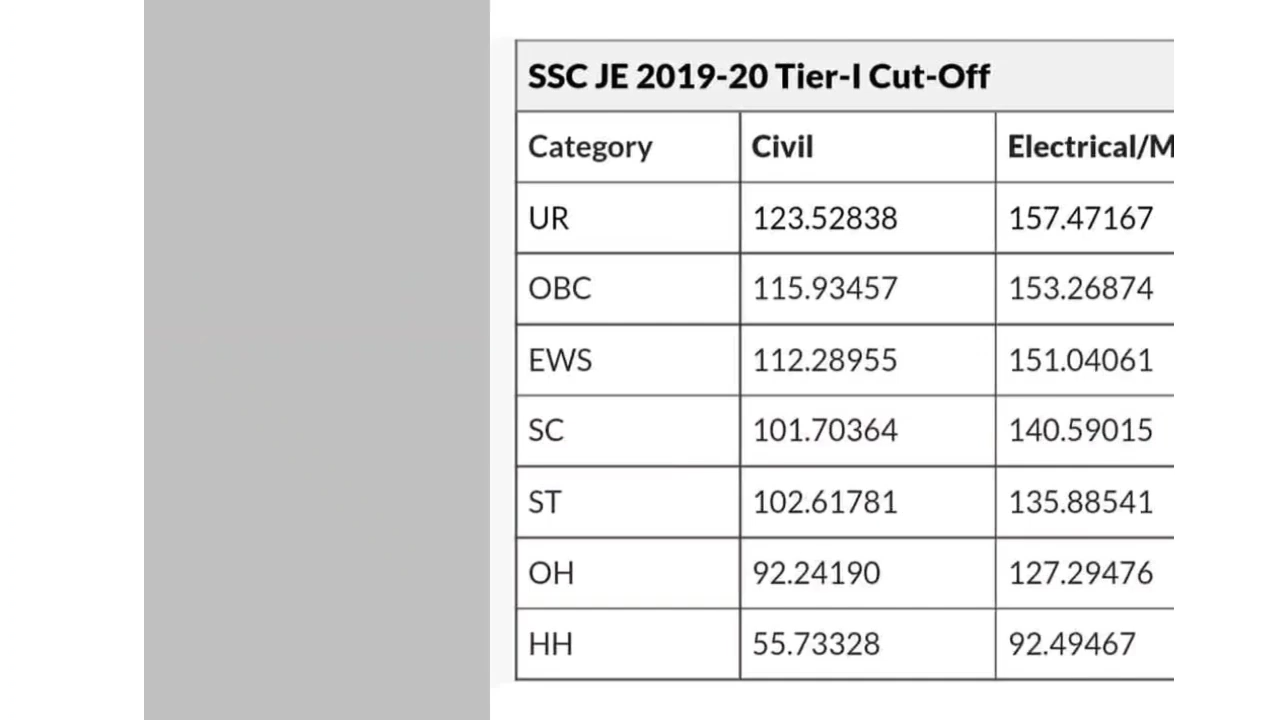 SSC JE 2019-20 Tier-I Cut-Off
Category Civil Electrical/M
UR 123.52838 157.47167
OBC 115.93457 153.26874
EWS 112.28955 151.04061
SC 101.70364 140.59015
ST 102.61781 135.88541
OH 92.24190 127.29476
HH 55.73328 92.49467